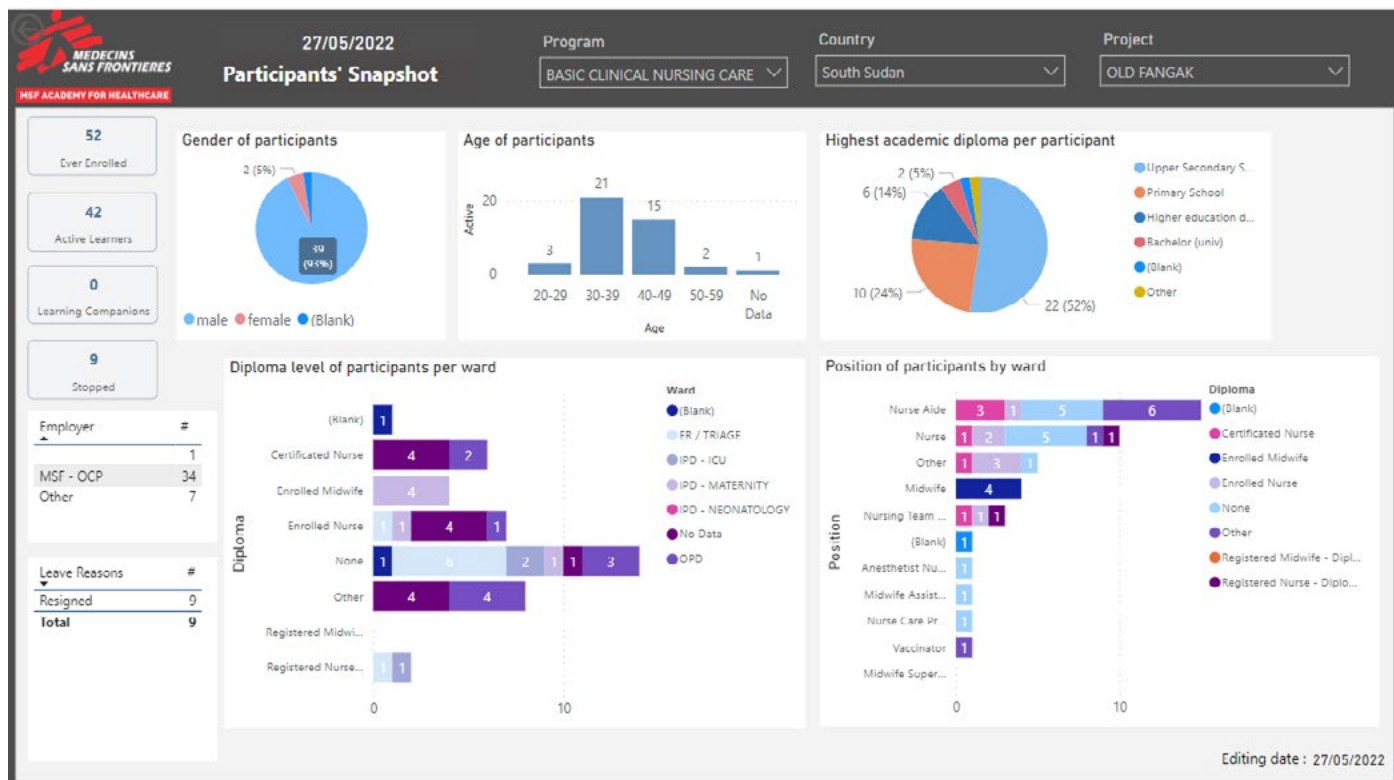 MEDECINS
SANS FRONTIERES
MSF ACADEMY FOR HEALTHCARE
27/05/2022
Participants' Snapshot
Program
BASIC CLINICAL NURSING CARE
Country
South Sudan
Project
OLD FANGAK
52
Ever Enrolled
42
Active Learners
0
Learning Companions
9
Stopped
Gender of participants
2 (5%)
39
(93%)
male female (Blank)
Age of participants
Active
20
0
3
21
15
2
1
20-29 30-39 40-49 50-59 No
Data
Age
Highest academic diploma per participant
2 (5%)
6 (14%)
10 (24%)
22 (52%)
Upper Secondary S...
Primary School
Higher education d...
Bachelor (univ)
(Blank)
Other
Employer #
1
MSF - OCP 34
Other 7
Leave Reasons #
Resigned 9
Total 9
Diploma level of participants per ward
Diploma
(Blank) 1
Certificated Nurse 4 2
Enrolled Midwife 4
Enrolled Nurse 1 1 4 1
None 1 6 2 1 1 3
Other 4 4
Registered Midwi...
Registered Nurse... 1 1
0 10
Ward
(Blank)
ER / TRIAGE
IPD - ICU
IPD - MATERNITY
IPD - NEONATOLOGY
No Data
OPD
Position of participants by ward
Position
Nurse Aide 3 1 5 6
Nurse 1 2 5 1 1
Other 1 3 1
Midwife 4
Nursing Team ... 1 1 1
(Blank) 1
Anesthetist Nu... 1
Midwife Assist... 1
Nurse Care Pr... 1
Vaccinator 1
Midwife Super...
0 10
Diploma
(Blank)
Certificated Nurse
Enrolled Midwife
Enrolled Nurse
None
Other
Registered Midwife - Dipl...
Registered Nurse - Diplo...
Editing date : 27/05/2022